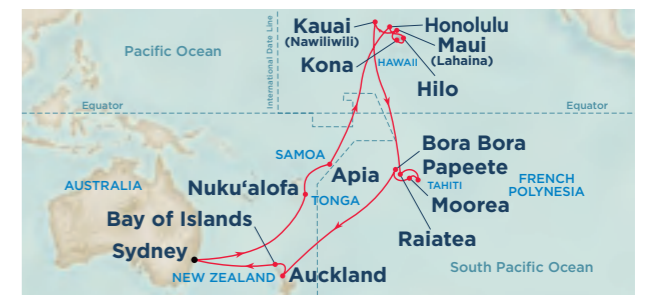 Kauai
(Nawiliwili)
Honolulu
Maui
(Lahaina)
Kona
HAWAII
Hilo
Pacific Ocean
International Date Line
Equator
Equator
SAMOA
Apia
Bora Bora
Papeete
TAHITI
FRENCH
POLYNESIA
Moorea
Raiatea
AUSTRALIA
Nuku‘alofa
TONGA
Bay of Islands
Sydney
NEW ZEALAND
Auckland
South Pacific Ocean